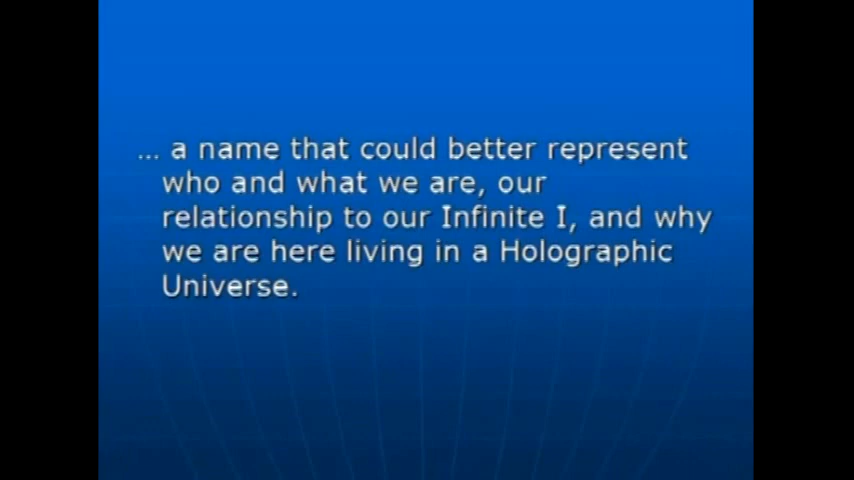 ... a name that could better represent
who and what we are, our
relationship to our Infinite I, and why
we are here living in a Holographic
Universe.